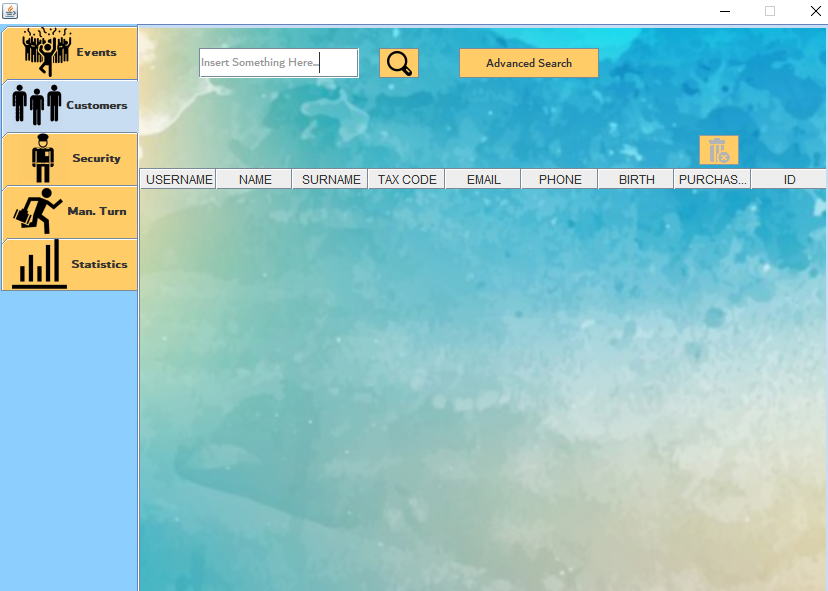 Events
Customers
Security
Man. Turn
Statistics
Insert Something Here...
Advanced Search
USERNAME NAME SURNAME TAX CODE EMAIL PHONE BIRTH PURCHAS... ID